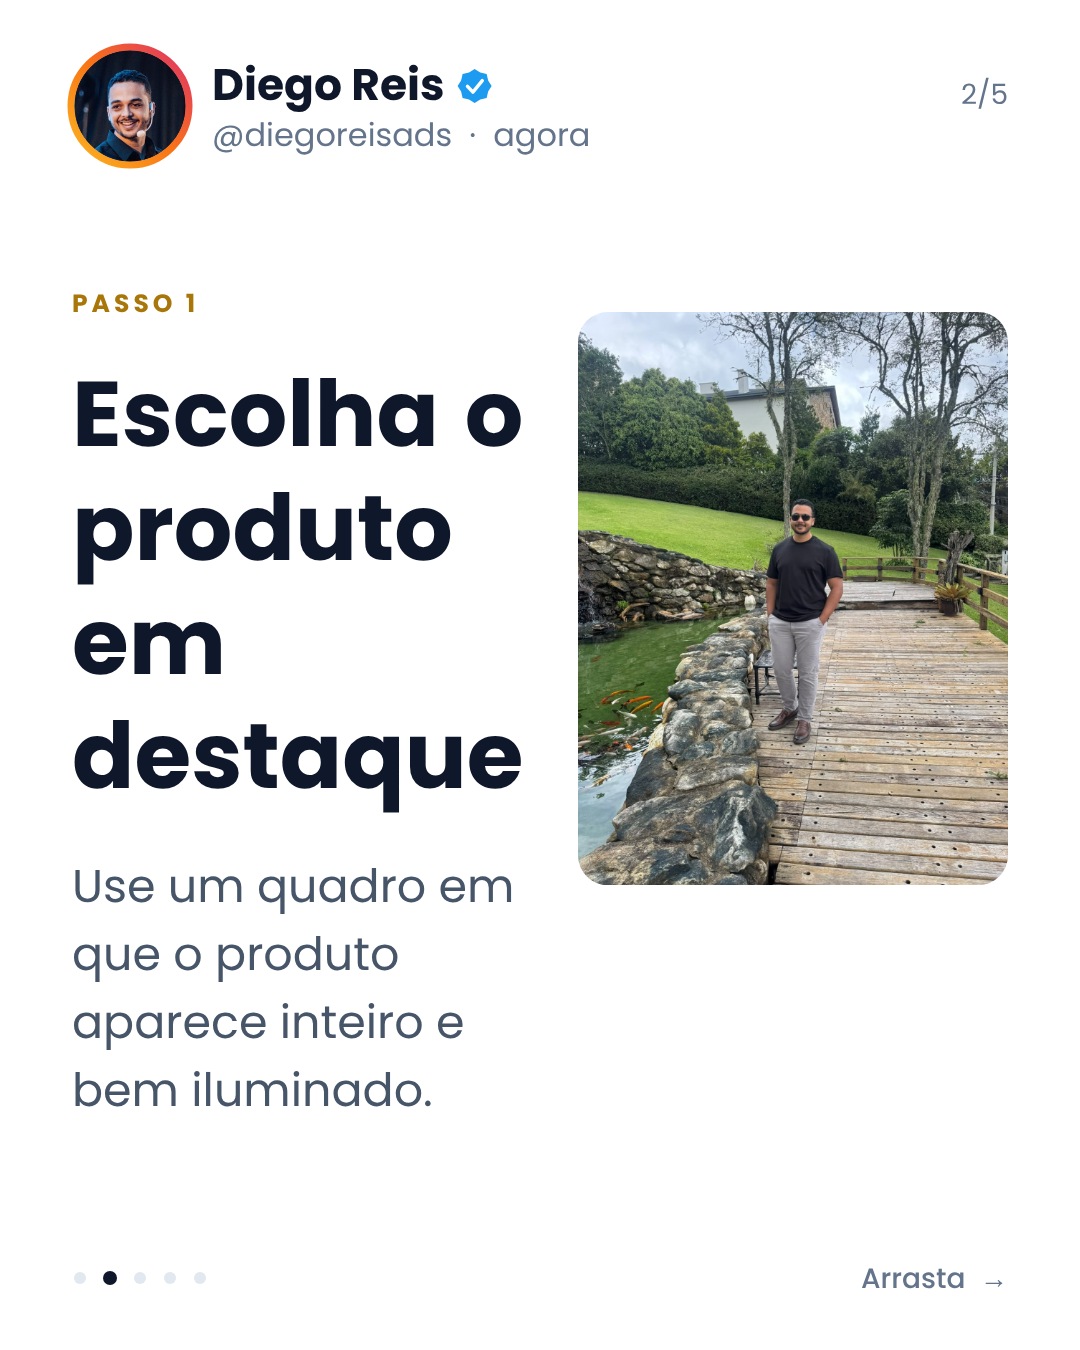 Diego Reis
@diegoreisads · agora
2/5
PASSO 1
Escolha o
produto
em
destaque
Use um quadro em
que o produto
aparece inteiro e
bem iluminado.
Arrasta →